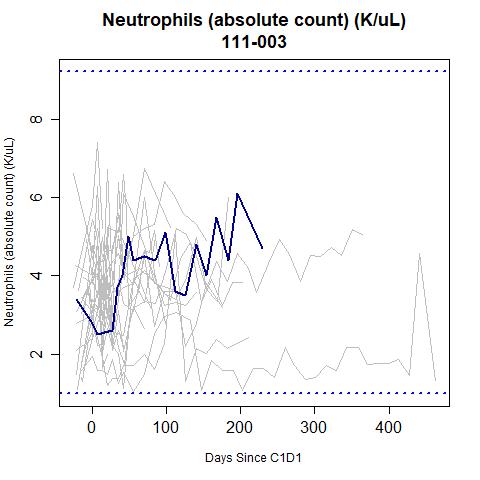 Neutrophils (absolute count) (K/uL)
111-003
Neutrophils (absolute count) (K/uL)
8
6
4
2
0 100 200 300 400
Days Since C1D1